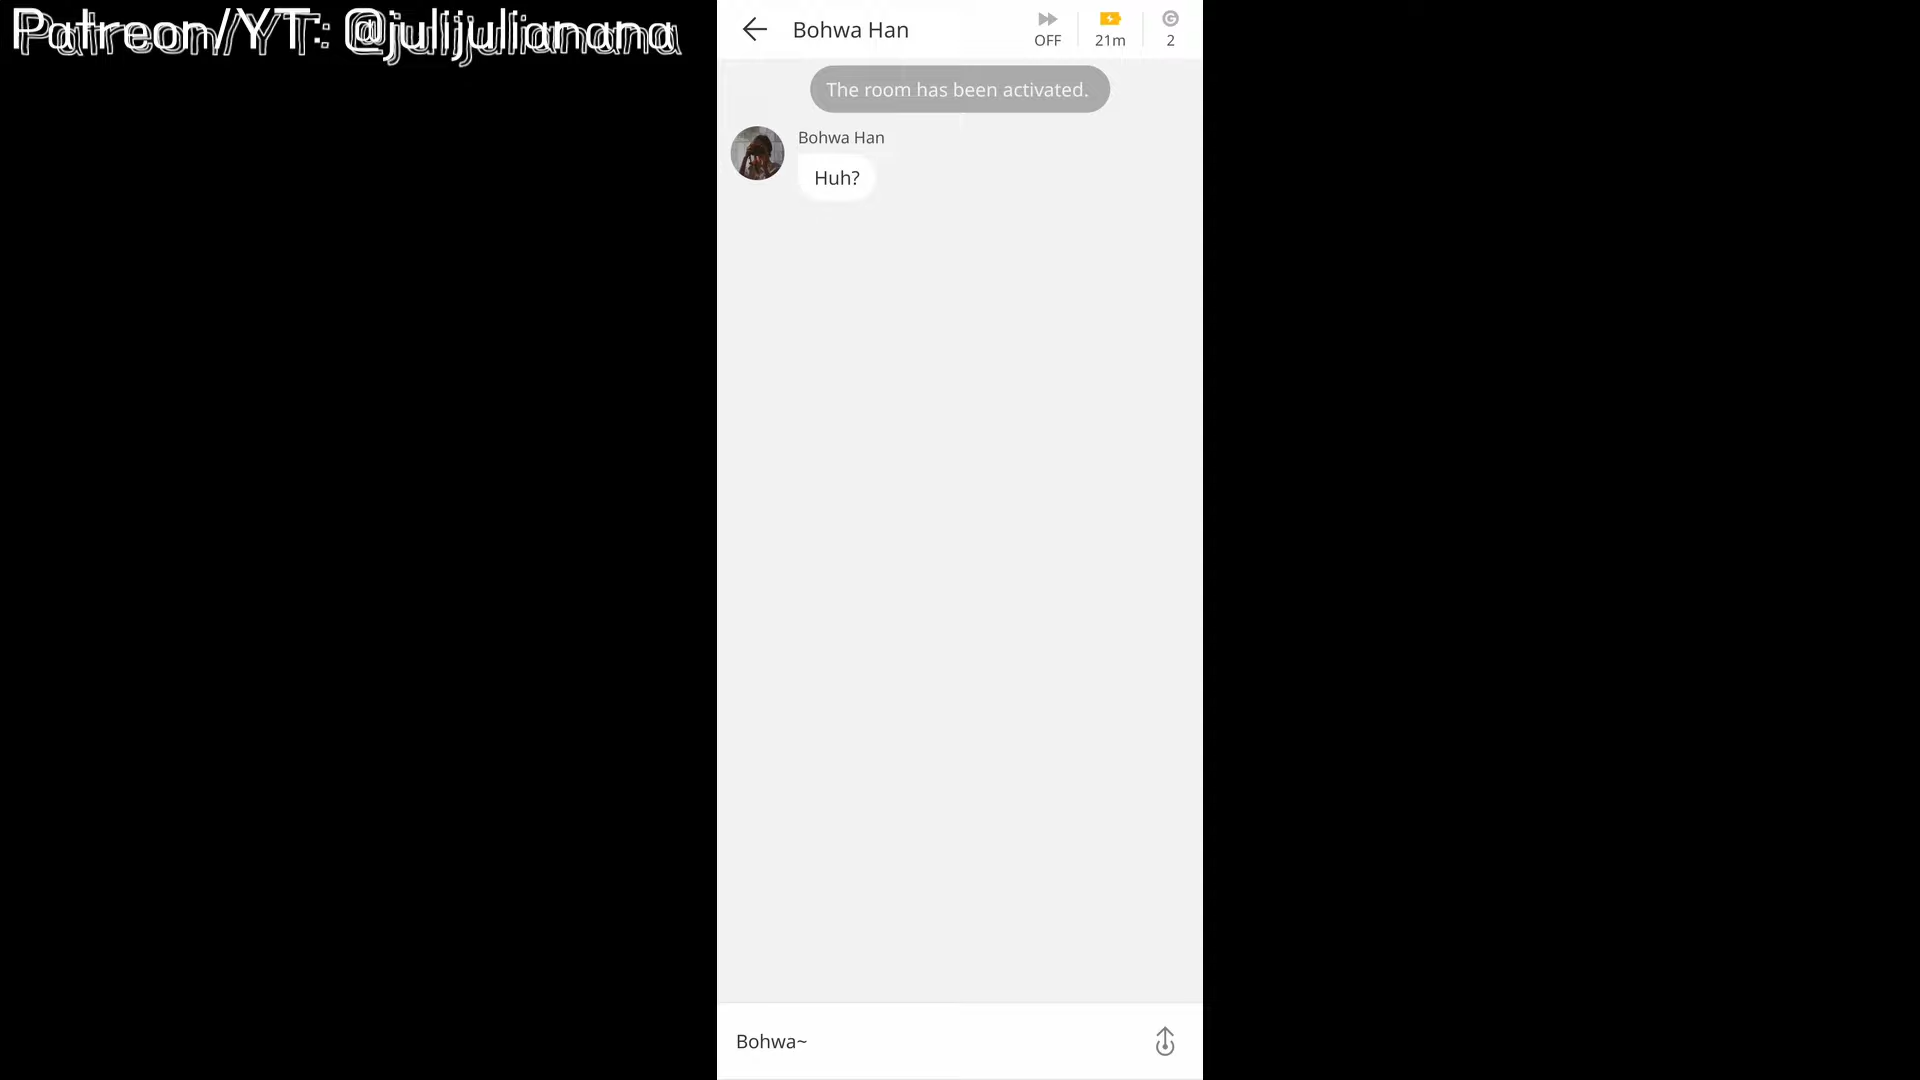 Patreon/YT: @julijulianana
Bohwa Han
OFF
21m
2
The room has been activated.
Bohwa Han
Huh?
Bohwa~